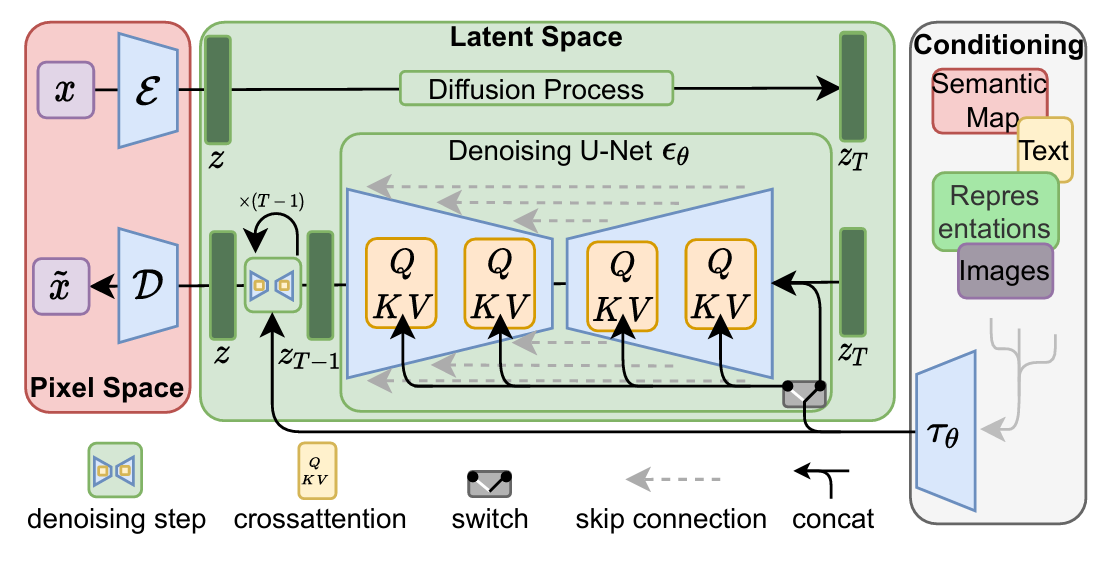 Latent Space
Conditioning
x
ℰ
z
Diffusion Process
z_T
Semantic
Map
Text
Repres
entations
Images
Denoising U-Net ϵ_θ
×(T−1)
x̃
𝒟
z
z_{T−1}
Q
KV
Q
KV
Q
KV
Q
KV
z_T
Pixel Space
τ_θ
Q
KV
denoising step
crossattention
switch
skip connection
concat